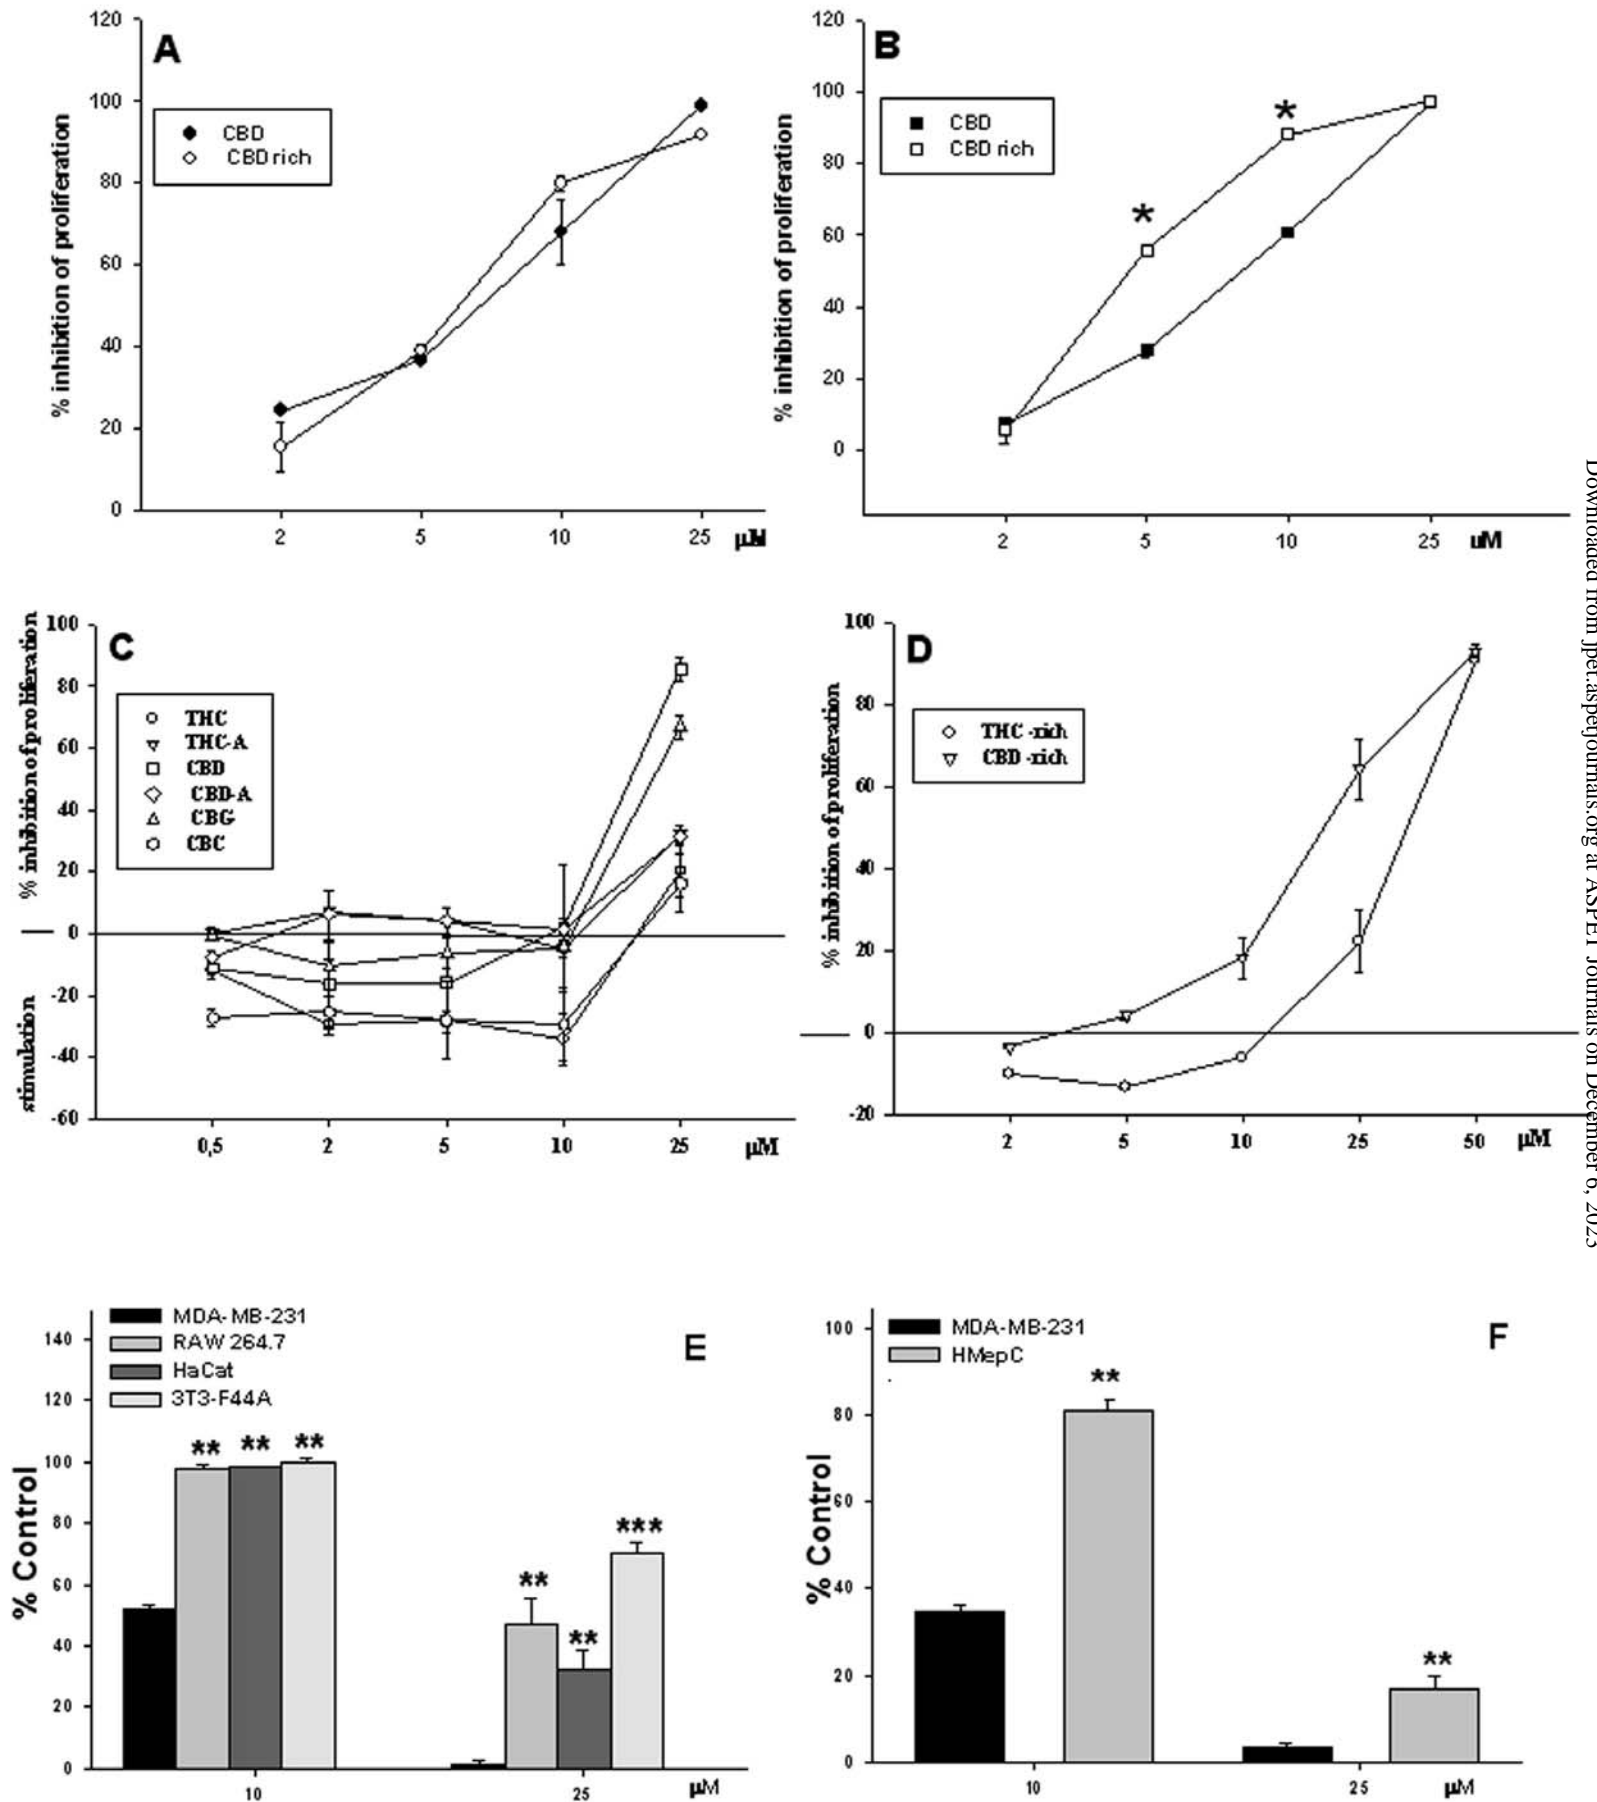 A
120
100
80
60
40
20
0
% inhibition of proliferation
CBD
CBD rich
2 5 10 25 µM
B
120
100
80
60
40
20
0
% inhibition of proliferation
CBD
CBD rich
*
*
2 5 10 25 uM
C
100
80
60
40
20
0
-20
-40
-60
% inhibition of proliferation
stimulation
THC
THC-A
CBD
CBD-A
CBG
CBC
0,5 2 5 10 25 µM
D
100
80
60
40
20
0
-20
% inhibition of proliferation
THC -rich
CBD -rich
2 5 10 25 50 µM
E
140
120
100
80
60
40
20
0
% Control
MDA-MB-231
RAW 264.7
HaCat
3T3-F44A
** ** **
** ** ***
10 25 µM
F
100
80
60
40
20
0
% Control
MDA-MB-231
HMepC
**
**
10 25 µM
Downloaded from jpet.aspetjournals.org at ASPET Journals on December 6, 2023